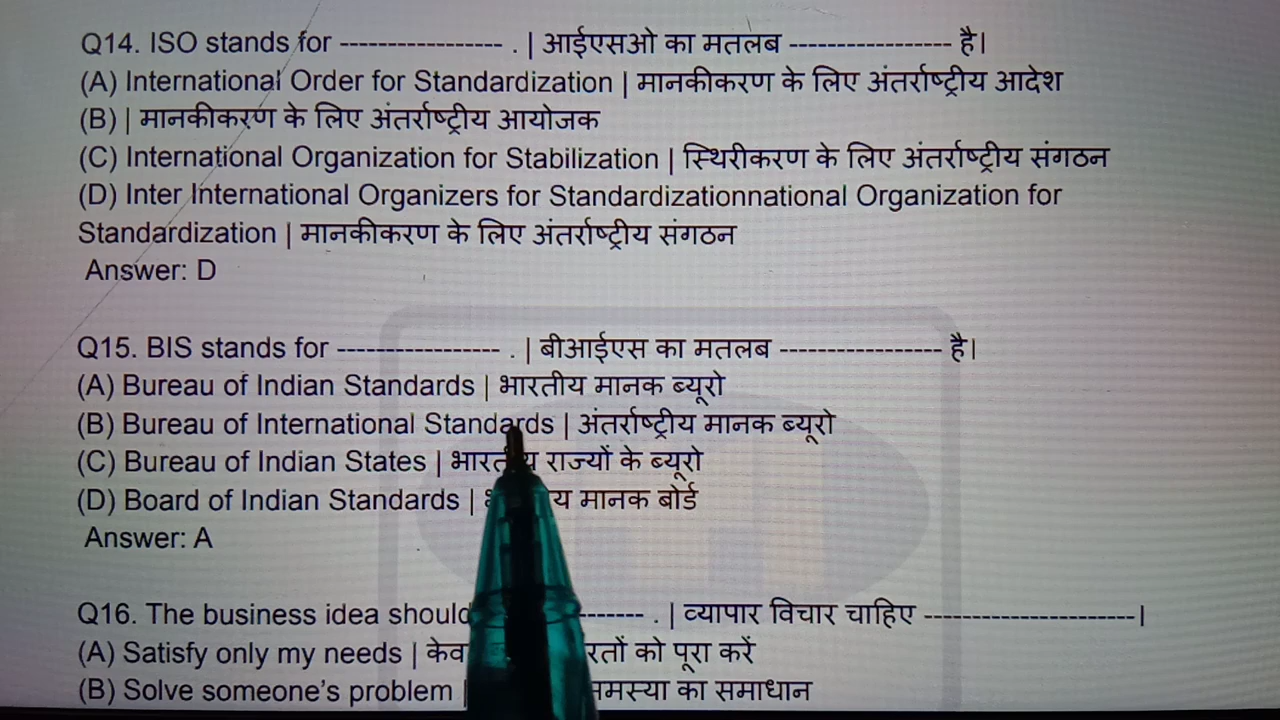 Q14. ISO stands for ----------------- . | आईएसओ का मतलब ----------------- है।
(A) International Order for Standardization | मानकीकरण के लिए अंतर्राष्ट्रीय आदेश
(B) | मानकीकरण के लिए अंतर्राष्ट्रीय आयोजक
(C) International Organization for Stabilization | स्थिरीकरण के लिए अंतर्राष्ट्रीय संगठन
(D) Inter International Organizers for Standardizationnational Organization for
Standardization | मानकीकरण के लिए अंतर्राष्ट्रीय संगठन
Answer: D
Q15. BIS stands for ----------------- . | बीआईएस का मतलब ----------------- है।
(A) Bureau of Indian Standards | भारतीय मानक ब्यूरो
(B) Bureau of International Standards | अंतर्राष्ट्रीय मानक ब्यूरो
(C) Bureau of Indian States | भारतीय राज्यों के ब्यूरो
(D) Board of Indian Standards | मानक बोर्ड
Answer: A
Q16. The business idea should ------- . | व्यापार विचार चाहिए ----------------------|
(A) Satisfy only my needs | को पूरा करें
(B) Solve someone's problem | का समाधान